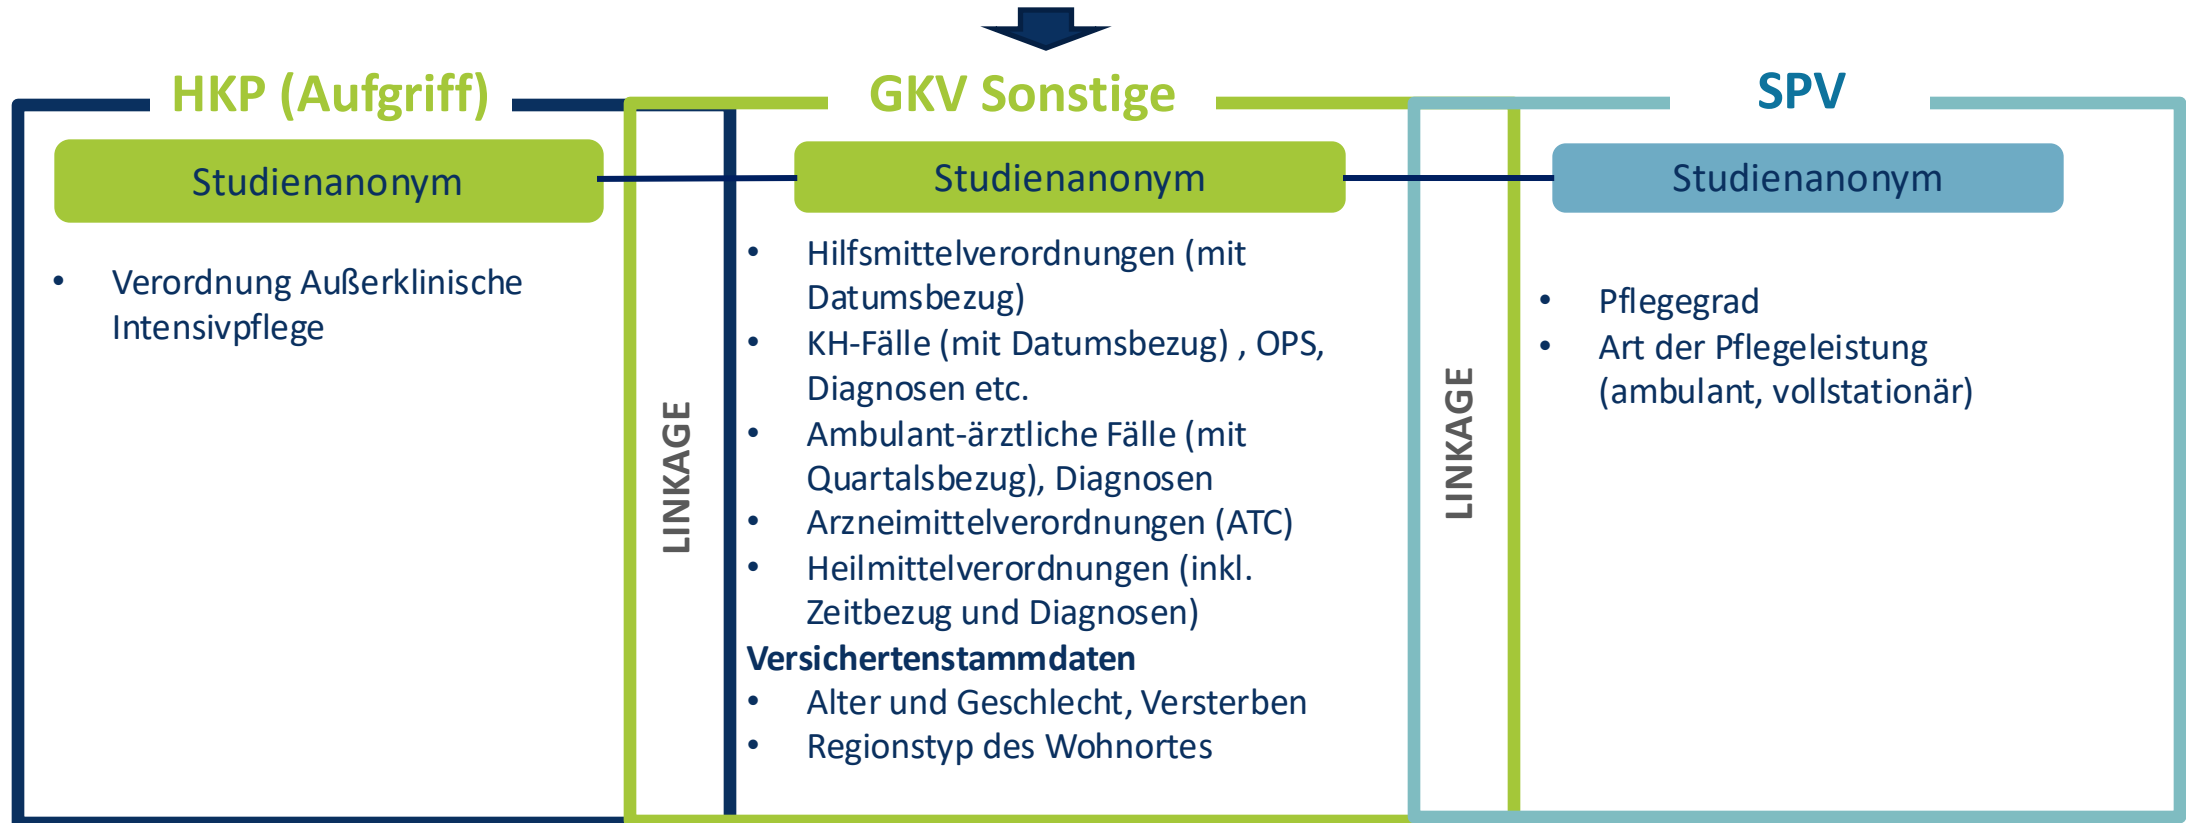 HKP (Aufgriff)
Studienanonym
• Verordnung Außerklinische
Intensivpflege
LINKAGE
GKV Sonstige
Studienanonym
• Hilfsmittelverordnungen (mit
Datumsbezug)
• KH-Fälle (mit Datumsbezug) , OPS,
Diagnosen etc.
• Ambulant-ärztliche Fälle (mit
Quartalsbezug), Diagnosen
• Arzneimittelverordnungen (ATC)
• Heilmittelverordnungen (inkl.
Zeitbezug und Diagnosen)
Versichertenstammdaten
• Alter und Geschlecht, Versterben
• Regionstyp des Wohnortes
LINKAGE
SPV
Studienanonym
• Pflegegrad
• Art der Pflegeleistung
(ambulant, vollstationär)